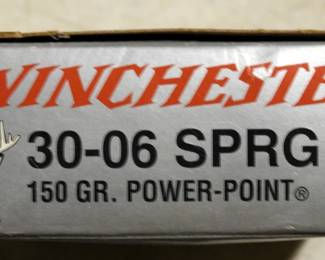 WINCHESTE
30-06 SPRG
150 GR. POWER-POINT®